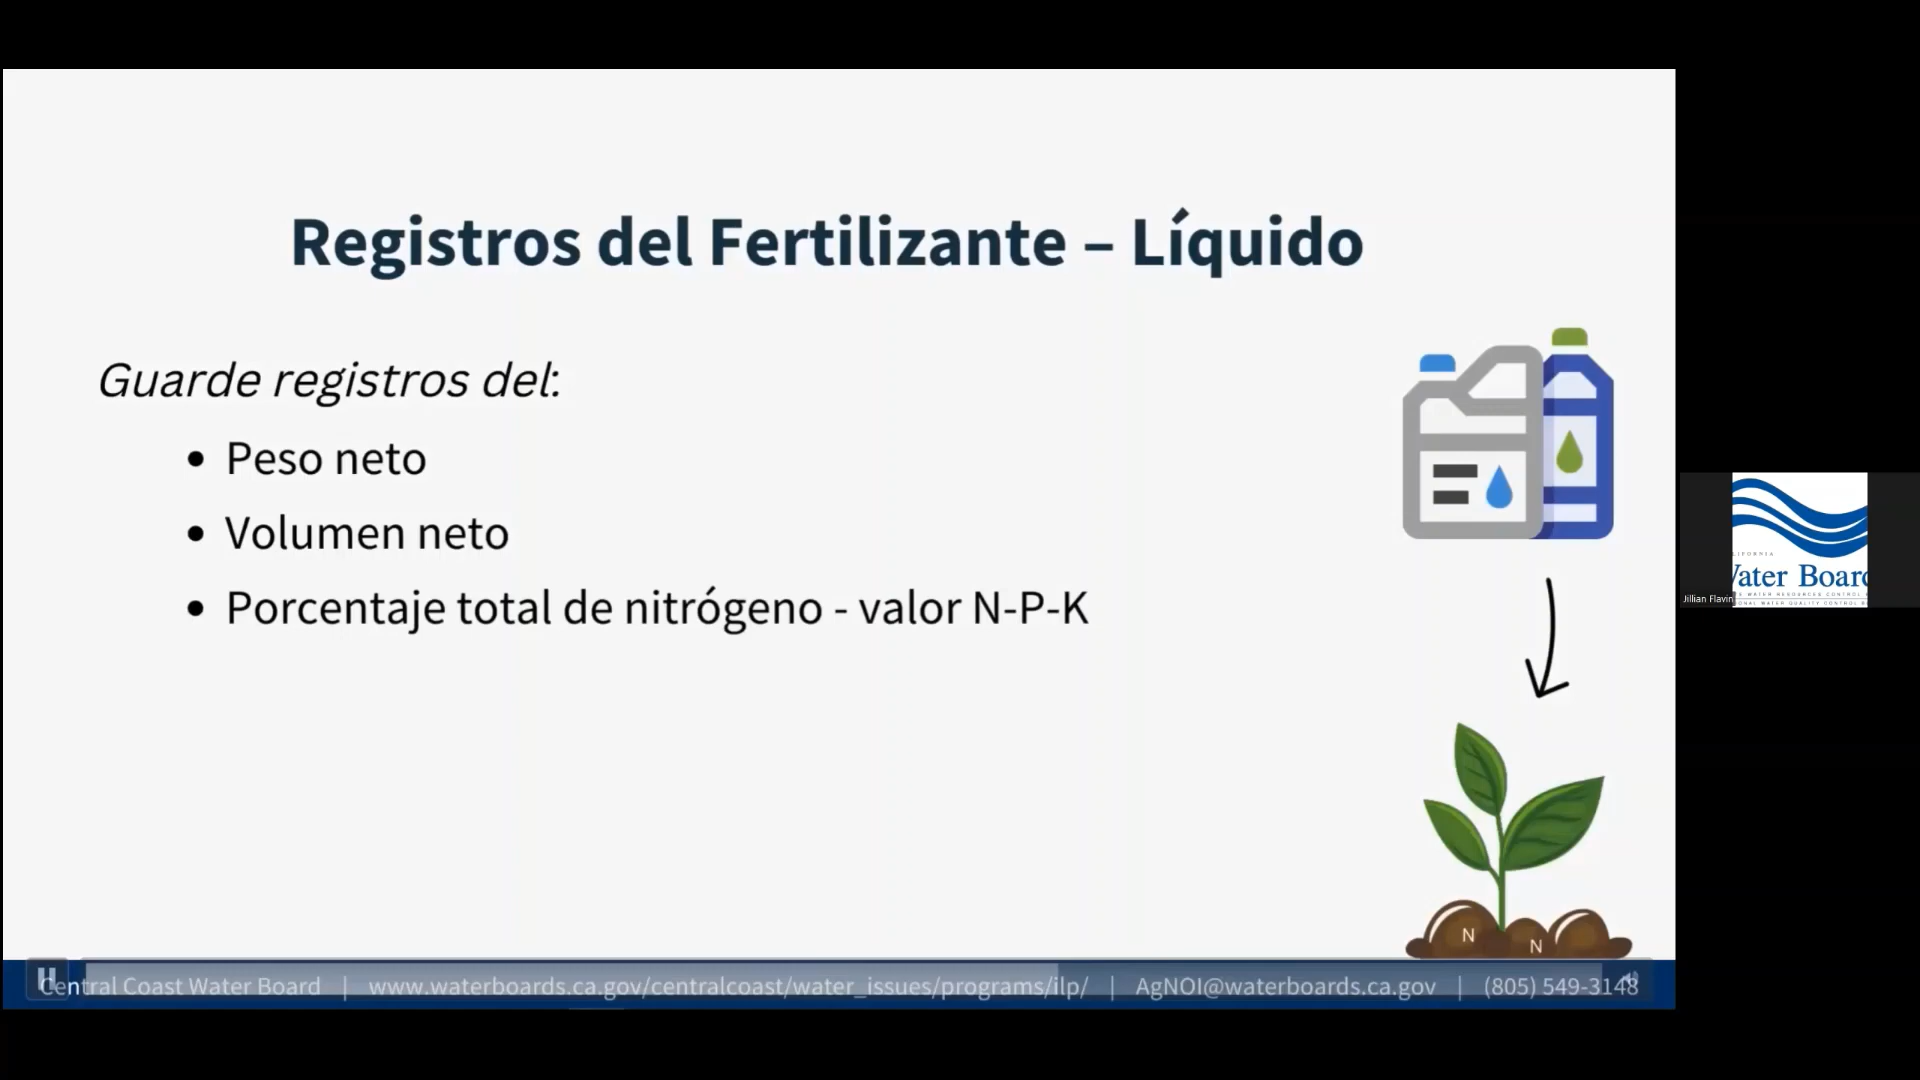 Registros del Fertilizante – Líquido
Guarde registros del:
• Peso neto
• Volumen neto
• Porcentaje total de nitrógeno - valor N-P-K
N
N
Central Coast Water Board | www.waterboards.ca.gov/centralcoast/water_issues/programs/ilp/ | AgNOI@waterboards.ca.gov | (805) 549-3148
Water Board
Jillian Flavin